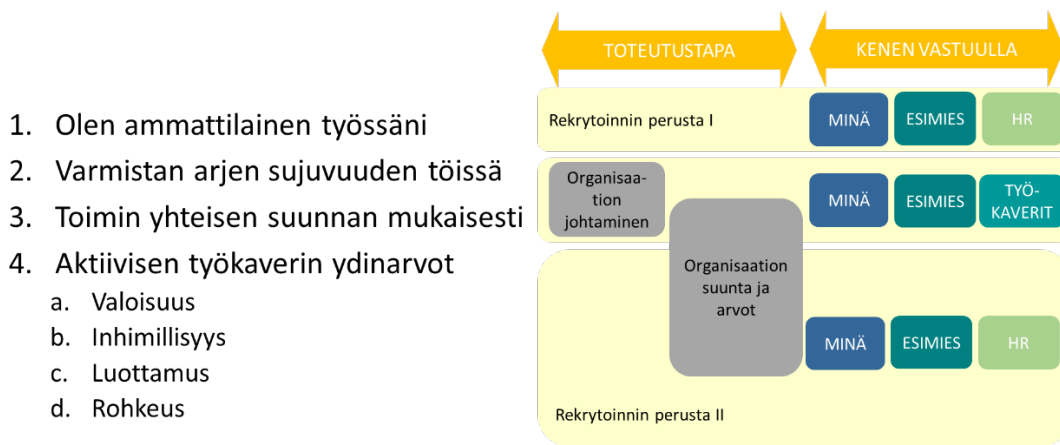 TOTEUTUSTAPA
KENEN VASTUULLA
1. Olen ammattilainen työssäni
2. Varmistan arjen sujuvuuden töissä
3. Toimin yhteisen suunnan mukaisesti
4. Aktiivisen työkaverin ydinarvot
a. Valoisuus
b. Inhimillisyys
c. Luottamus
d. Rohkeus
Rekrytoinnin perusta I
MINÄ
ESIMIES
HR
Organisaa-
tion
johtaminen
MINÄ
ESIMIES
TYÖ-
KAVERIT
Organisaation
suunta ja
arvot
MINÄ
ESIMIES
HR
Rekrytoinnin perusta II